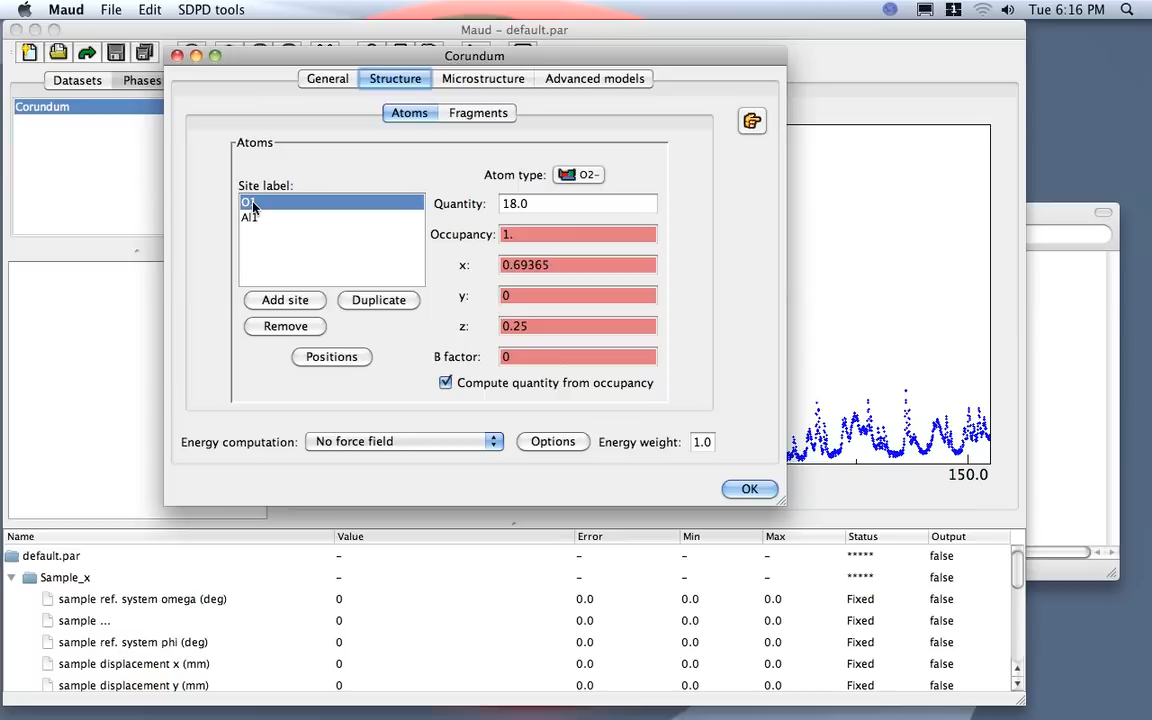 Maud File Edit SDPD tools Tue 6:16 PM
Maud – default.par
Corundum
Datasets Phases
General Structure Microstructure Advanced models
Corundum
Atoms Fragments
Atoms
Atom type: O2-
Site label:
O1
Quantity: 18.0
Al1
Occupancy: 1.
x: 0.69365
y: 0
Add site Duplicate
z: 0.25
Remove
Positions
B factor: 0
Compute quantity from occupancy
Energy computation: No force field Options Energy weight: 1.0
150.0
OK
Name Value Error Min Max Status Output
default.par – – – – ***** false
Sample_x – – – – ***** false
sample ref. system omega (deg) 0 0.0 0.0 0.0 Fixed false
sample ... 0 0.0 0.0 0.0 Fixed false
sample ref. system phi (deg) 0 0.0 0.0 0.0 Fixed false
sample displacement x (mm) 0 0.0 0.0 0.0 Fixed false
sample displacement y (mm) 0 0.0 0.0 0.0 Fixed false